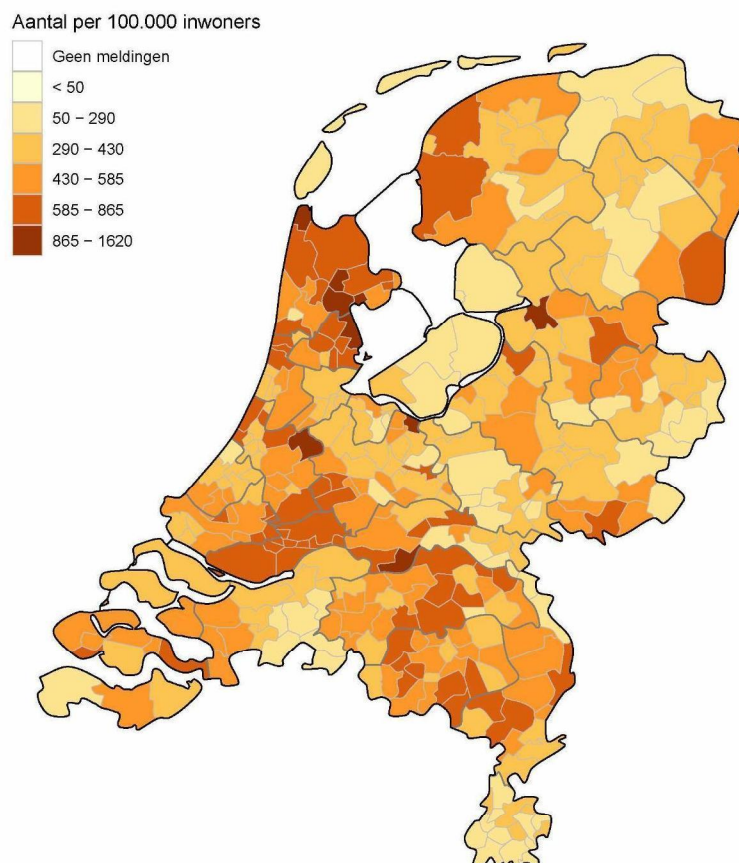 Aantal per 100.000 inwoners
Geen meldingen
< 50
50 – 290
290 – 430
430 – 585
585 – 865
865 – 1620